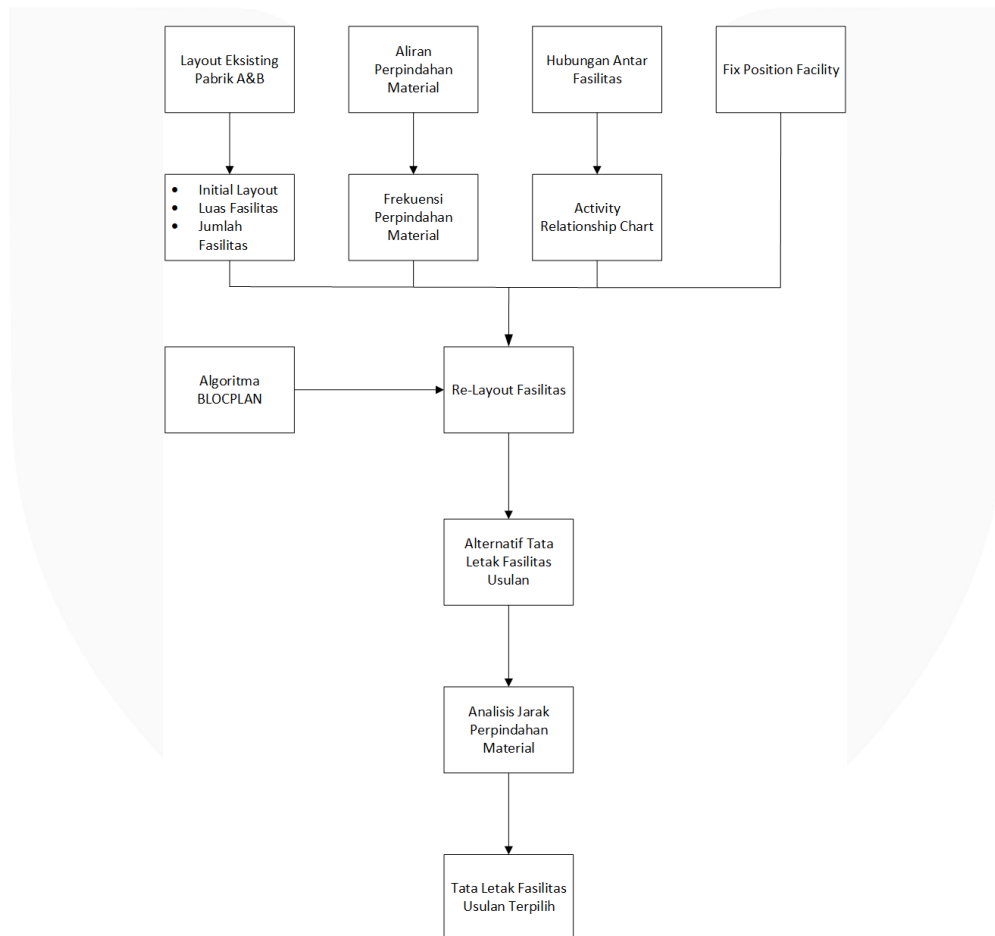 Layout Eksisting
Pabrik A&B
Aliran
Perpindahan
Material
Hubungan Antar
Fasilitas
Fix Position Facility
• Initial Layout
• Luas Fasilitas
• Jumlah
Fasilitas
Frekuensi
Perpindahan
Material
Activity
Relationship Chart
Algoritma
BLOCPLAN
Re-Layout Fasilitas
Alternatif Tata
Letak Fasilitas
Usulan
Analisis Jarak
Perpindahan
Material
Tata Letak Fasilitas
Usulan Terpilih